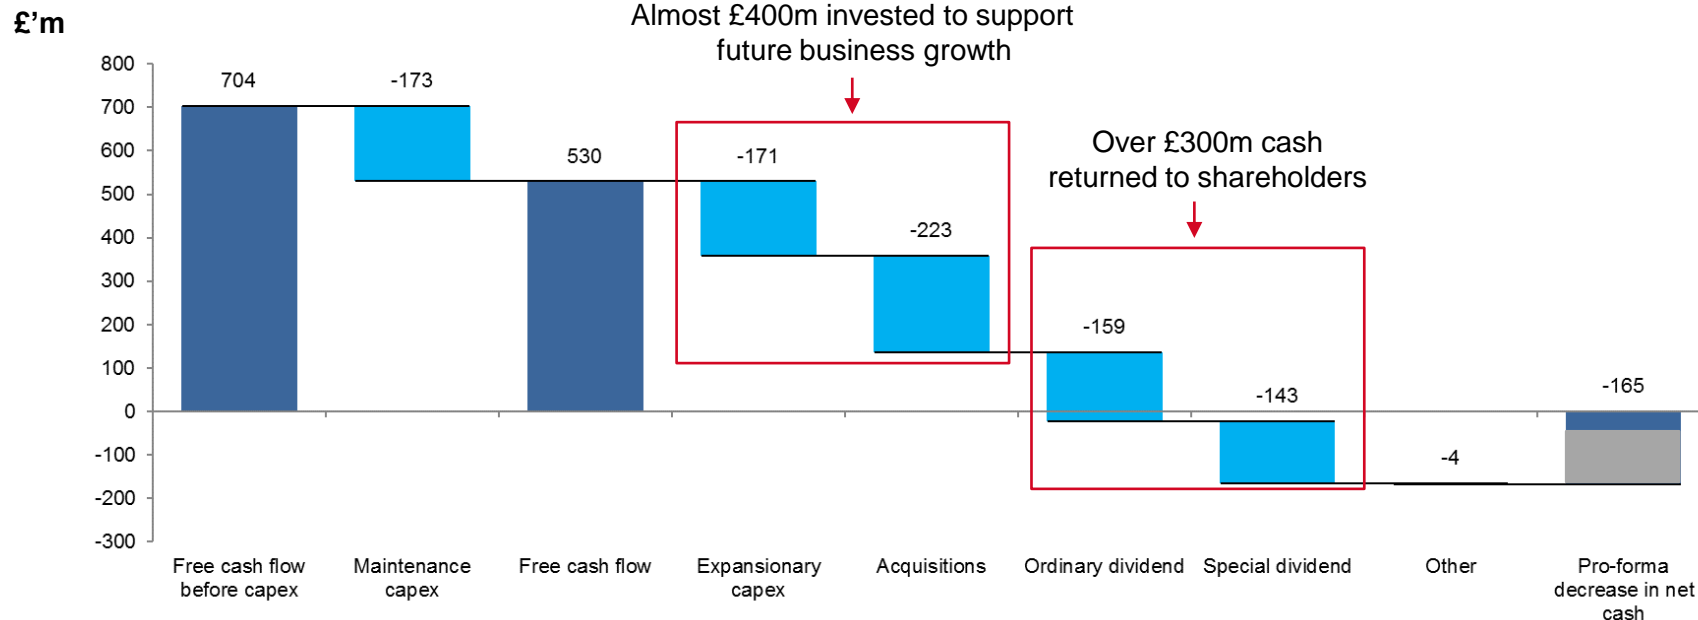 £’m
Almost £400m invested to support
future business growth
Over £300m cash
returned to shareholders
800
700
600
500
400
300
200
100
0
-100
-200
-300
704
-173
530
-171
-223
-159
-143
-4
-165
Free cash flow
before capex
Maintenance
capex
Free cash flow
Expansionary
capex
Acquisitions
Ordinary dividend
Special dividend
Other
Pro-forma
decrease in net
cash